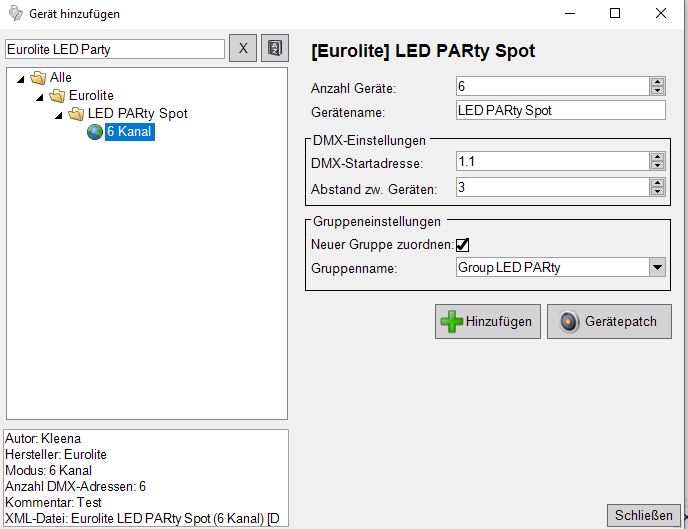 Gerät hinzufügen
Eurolite LED Party
X
[Eurolite] LED PARty Spot
Alle
Eurolite
LED PARty Spot
6 Kanal
Anzahl Geräte:
6
Gerätename:
LED PARty Spot
DMX-Einstellungen
DMX-Startadresse:
1.1
Abstand zw. Geräten:
3
Gruppeneinstellungen
Neuer Gruppe zuordnen:
Gruppenname:
Group LED PARty
Hinzufügen
Gerätepatch
Autor: Kleena
Hersteller: Eurolite
Modus: 6 Kanal
Anzahl DMX-Adressen: 6
Kommentar: Test
XML-Datei: Eurolite LED PARty Spot (6 Kanal) [D
Schließen